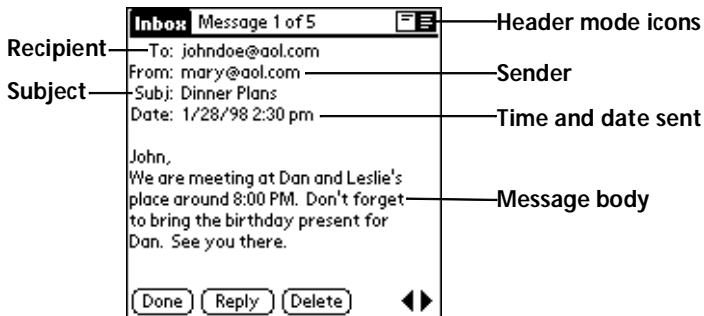 Inbox Message 1 of 5
Header mode icons
Recipient
To: johndoe@aol.com
From: mary@aol.com
Sender
Subject
Subj: Dinner Plans
Date: 1/28/98 2:30 pm
Time and date sent
John,
We are meeting at Dan and Leslie's
place around 8:00 PM. Don't forget
Message body
to bring the birthday present for
Dan. See you there.
Done Reply Delete